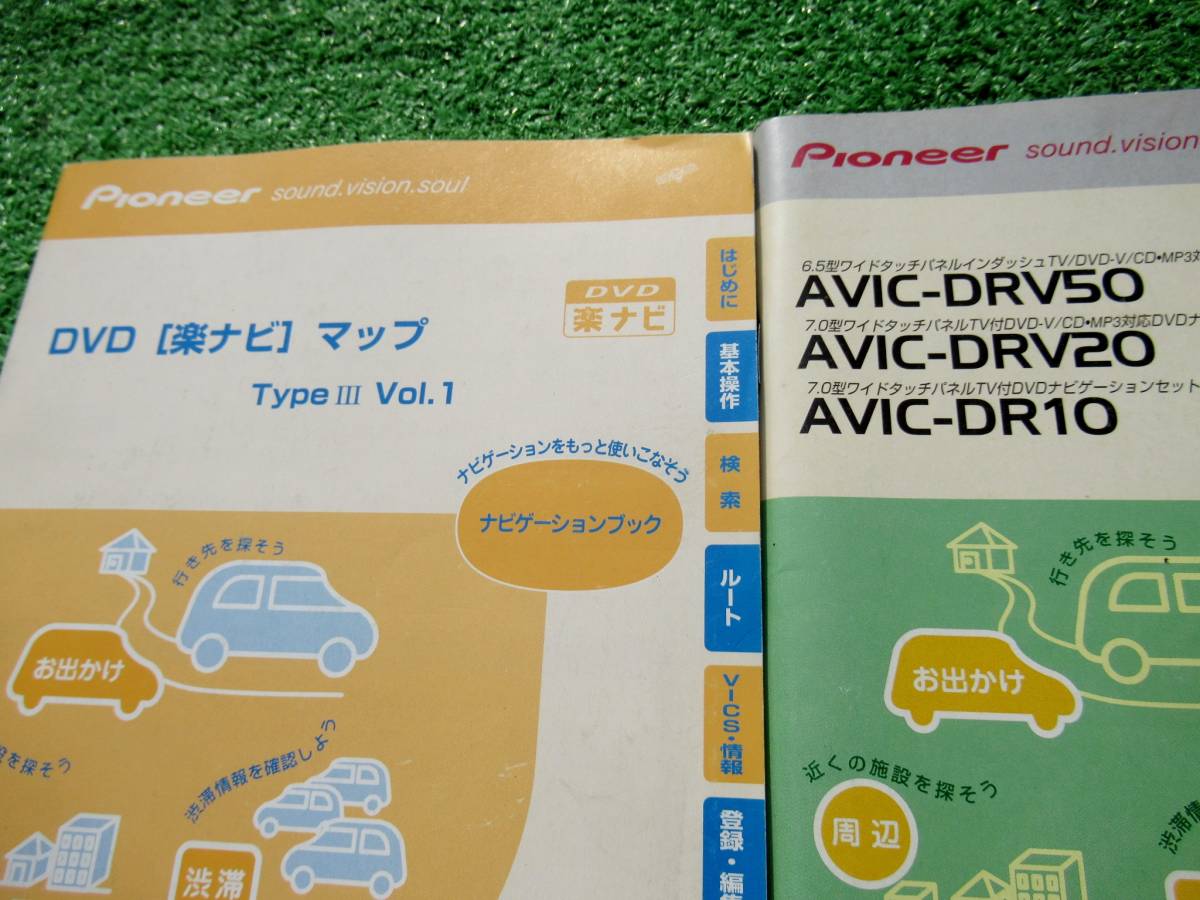 Pioneer sound.vision.soul
DVD [楽ナビ] マップ
Type III Vol.1
DVD
楽ナビ
ナビゲーションをもっと使いこなそう
ナビゲーションブック
行き先を探そう
お出かけ
を探そう
渋滞情報を確認しよう
渋滞
はじめに
基本操作
検索
ルート
VICS・情報
登録・編
Pioneer sound.vision
6.5型ワイドタッチパネルインダッシュTV/DVD-V/CD•MP3対
AVIC-DRV50
7.0型ワイドタッチパネルTV付DVD-V/CD•MP3対応DVDナ
AVIC-DRV20
7.0型ワイドタッチパネルTV付DVDナビゲーションセット
AVIC-DR10
行き先を探そう
お出かけ
近くの施設を探そう
周辺
渋滞情